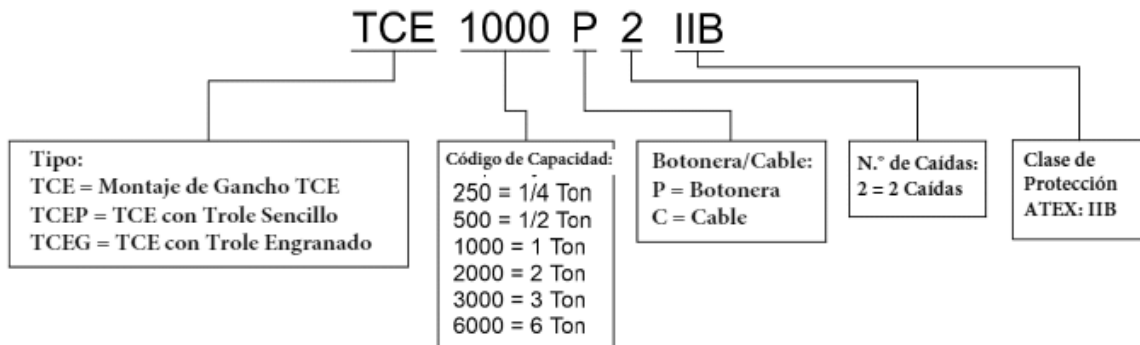 TCE 1000 P 2 IIB
Tipo:
TCE = Montaje de Gancho TCE
TCEP = TCE con Trole Sencillo
TCEG = TCE con Trole Engranado
Código de Capacidad:
250 = 1/4 Ton
500 = 1/2 Ton
1000 = 1 Ton
2000 = 2 Ton
3000 = 3 Ton
6000 = 6 Ton
Botonera/Cable:
P = Botonera
C = Cable
N.° de Caídas:
2 = 2 Caídas
Clase de
Protección
ATEX: IIB